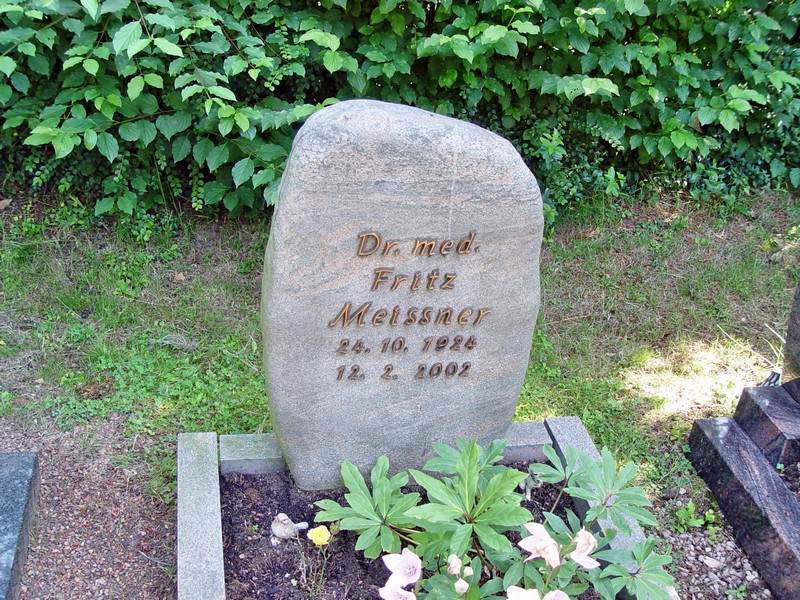 Dr. med.
Fritz
Meissner
24. 10. 1924
12. 2. 2002